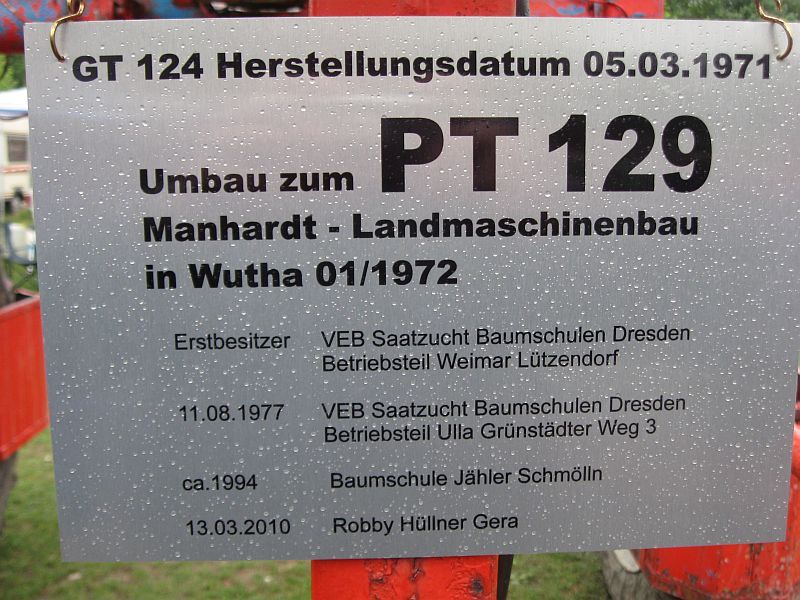 GT 124 Herstellungsdatum 05.03.1971
Umbau zum PT 129
Manhardt - Landmaschinenbau
in Wutha 01/1972
Erstbesitzer VEB Saatzucht Baumschulen Dresden
Betriebsteil Weimar Lützendorf
11.08.1977 VEB Saatzucht Baumschulen Dresden
Betriebsteil Ulla Grünstädter Weg 3
ca.1994 Baumschule Jähler Schmölln
13.03.2010 Robby Hüllner Gera